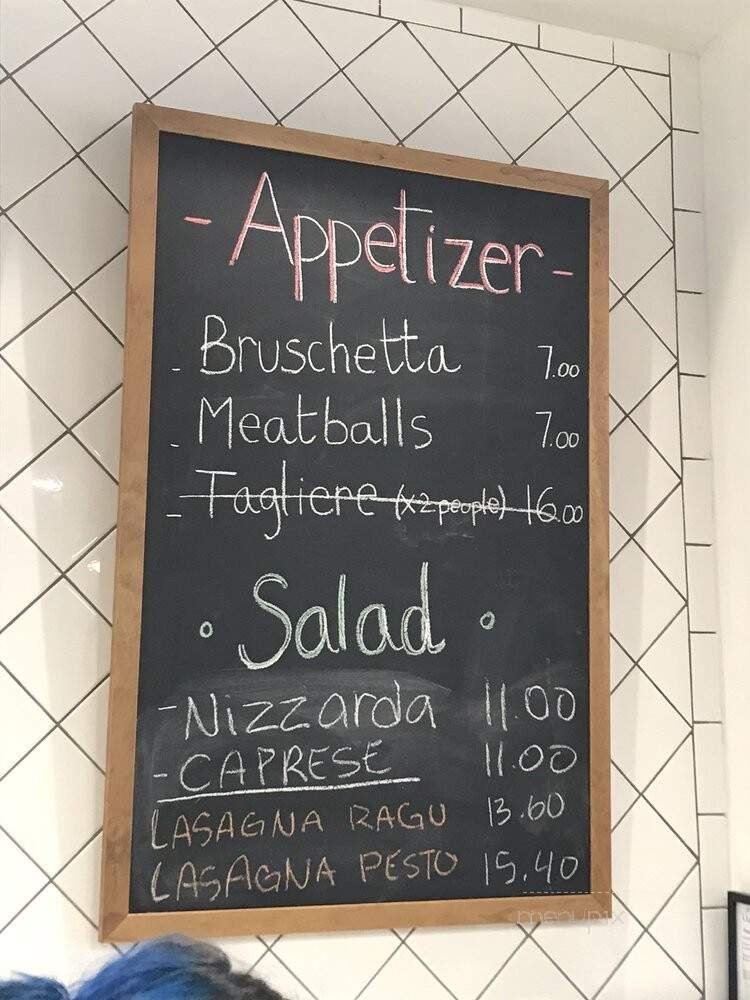 - Appetizer -
- Bruschetta 7.00
- Meatballs 7.00
- Tagliere (x2 people) 16.00
• Salad •
- Nizzarda 11.00
- CAPRESE 11.00
LASAGNA RAGU 13.60
LASAGNA PESTO 15.40
menupix